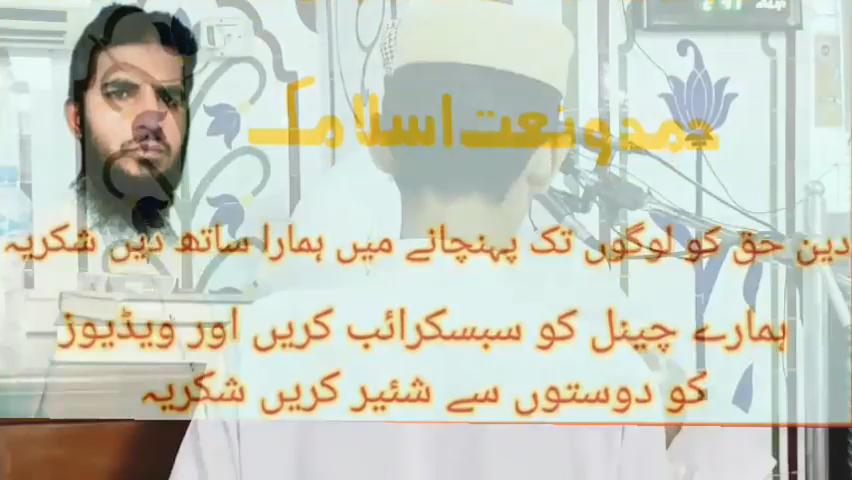 حمد و نعت اسلامک
دین حق کو لوگوں تک پہنچانے میں ہمارا ساتھ دیں شکریہ
ہمارے چینل کو سبسکرائب کریں اور ویڈیوز
کو دوستوں سے شئیر کریں شکریہ